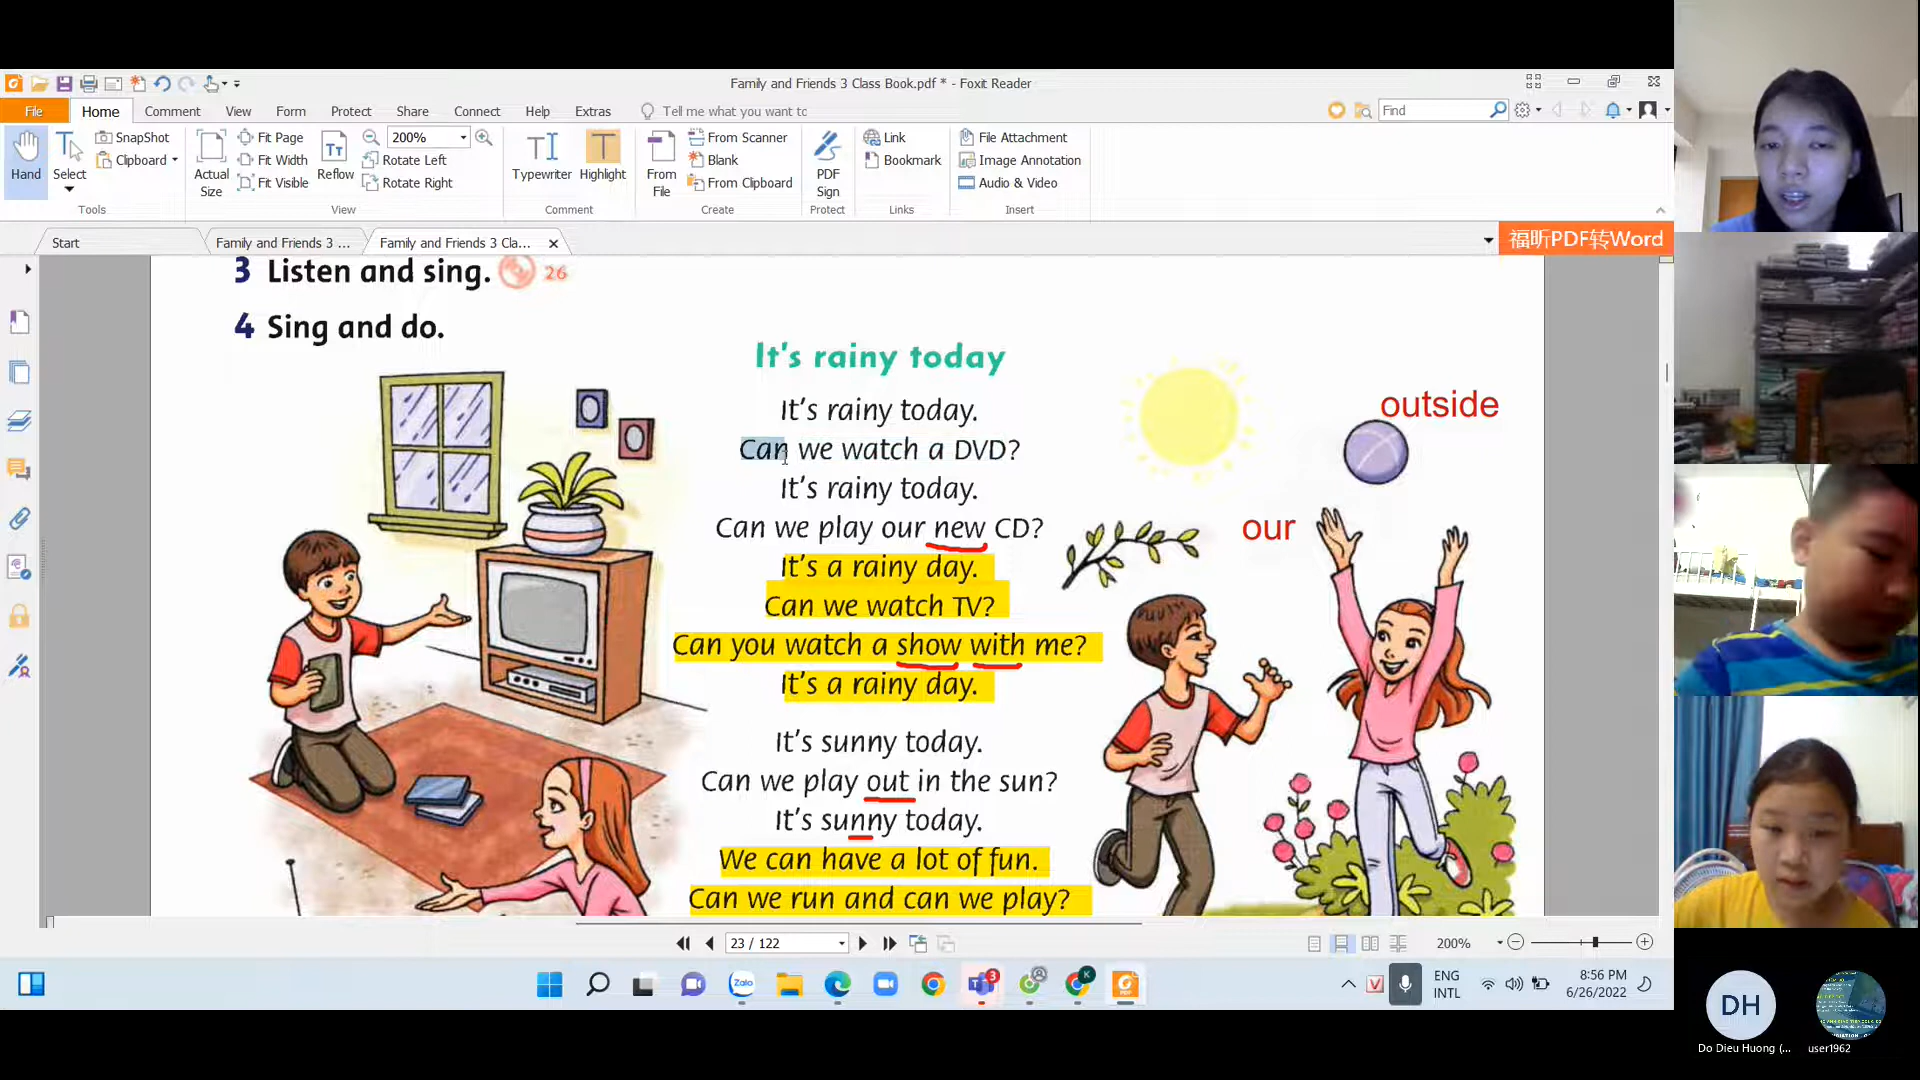 Family and Friends 3 Class Book.pdf * - Foxit Reader
File Home Comment View Form Protect Share Connect Help Extras Tell me what you want to Find
Hand
Select
SnapShot
Clipboard
Tools
Actual Size
Fit Page
Fit Width
Fit Visible
Reflow
200%
Rotate Left
Rotate Right
View
Typewriter
Highlight
Comment
From File
From Scanner
Blank
From Clipboard
Create
PDF Sign
Protect
Link
Bookmark
Links
File Attachment
Image Annotation
Audio & Video
Insert
Start
Family and Friends 3 ...
Family and Friends 3 Cla...
福昕PDF转Word
3 Listen and sing. 26
4 Sing and do.
It's rainy today
It's rainy today.
Can we watch a DVD?
It's rainy today.
Can we play our new CD?
It's a rainy day.
Can we watch TV?
Can you watch a show with me?
It's a rainy day.
It's sunny today.
Can we play out in the sun?
It's sunny today.
We can have a lot of fun.
Can we run and can we play?
outside
our
23 / 122
200%
Zalo
3
K
PDF
V
ENG
INTL
8:56 PM
6/26/2022
DH
Do Dieu Huong (...
user1962